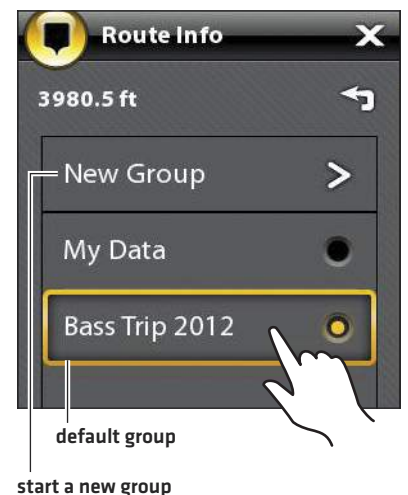 Route Info
3980.5 ft
New Group
My Data
Bass Trip 2012
default group
start a new group